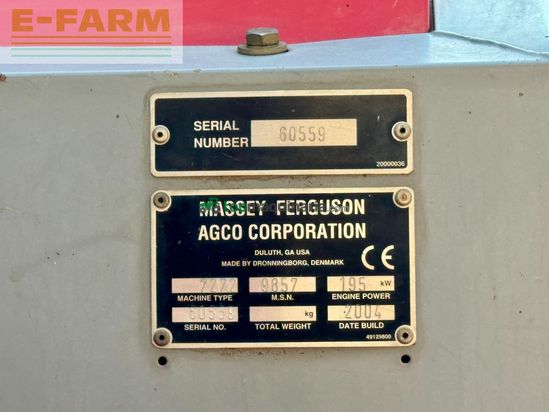 E-FARM
SERIAL
NUMBER 60559
20000036
MASSEY FERGUSON
AGCO CORPORATION
DULUTH, GA USA
MADE BY DRONNINGBORG, DENMARK
7272 9857 195 kW
MACHINE TYPE M.S.N. ENGINE POWER
60559 kg 2004
SERIAL NO. TOTAL WEIGHT DATE BUILD
49129800